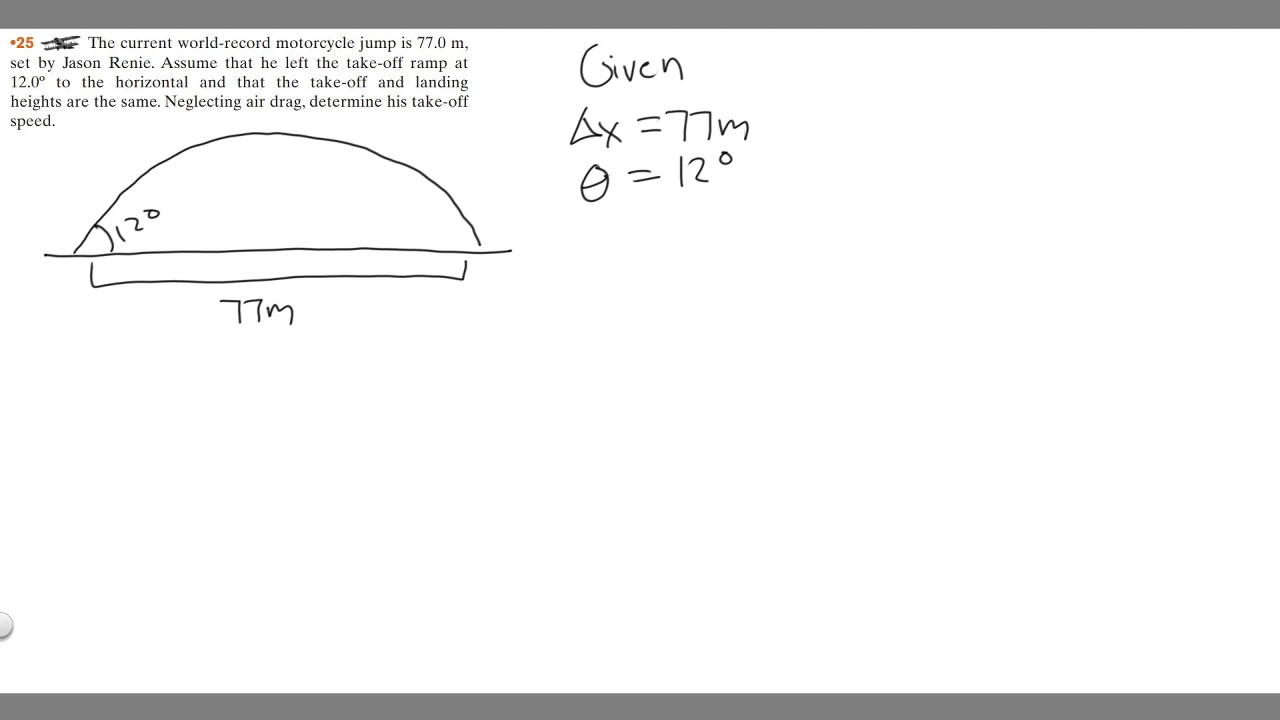 •25 The current world-record motorcycle jump is 77.0 m,
set by Jason Renie. Assume that he left the take-off ramp at
12.0º to the horizontal and that the take-off and landing
heights are the same. Neglecting air drag, determine his take-off
speed.
12°
77m
Given
Δx = 77m
θ = 12°